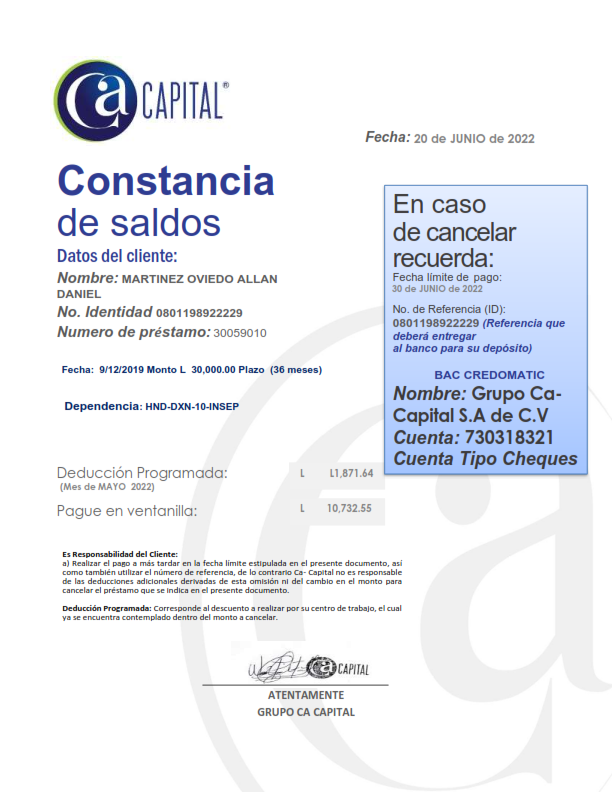 Ca CAPITAL®
Fecha: 20 de JUNIO de 2022
Constancia
de saldos
Datos del cliente:
Nombre: MARTINEZ OVIEDO ALLAN
DANIEL
No. Identidad 0801198922229
Numero de préstamo: 30059010
Fecha: 9/12/2019 Monto L 30,000.00 Plazo (36 meses)
Dependencia: HND-DXN-10-INSEP
En caso
de cancelar
recuerda:
Fecha límite de pago:
30 de JUNIO de 2022
No. de Referencia (ID):
0801198922229 (Referencia que
deberá entregar
al banco para su depósito)
BAC CREDOMATIC
Nombre: Grupo Ca-
Capital S.A de C.V
Cuenta: 730318321
Cuenta Tipo Cheques
Deducción Programada: L L1,871.64
(Mes de MAYO 2022)
Pague en ventanilla: L 10,732.55
Es Responsabilidad del Cliente:
a) Realizar el pago a más tardar en la fecha límite estipulada en el presente documento, así
como también utilizar el número de referencia, de lo contrario Ca- Capital no es responsable
de las deducciones adicionales derivadas de esta omisión ni del cambio en el monto para
cancelar el préstamo que se indica en el presente documento.
Deducción Programada: Corresponde al descuento a realizar por su centro de trabajo, el cual
ya se encuentra contemplado dentro del monto a cancelar.
Ca CAPITAL
ATENTAMENTE
GRUPO CA CAPITAL